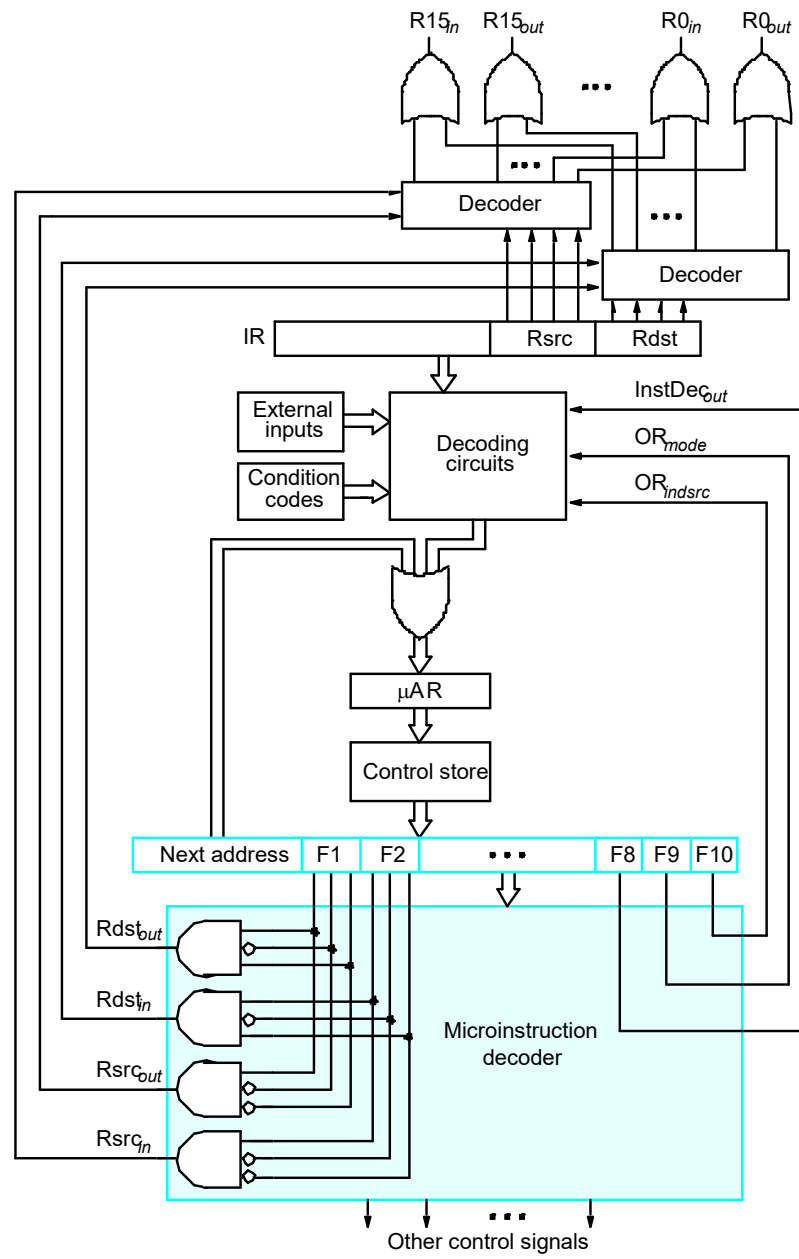 R15in R15out R0in R0out
Decoder
Decoder
IR Rsrc Rdst
External
inputs
Decoding
circuits
InstDecout
ORmode
Condition
codes
ORindsrc
μAR
Control store
Next address F1 F2 F8 F9 F10
Rdstout
Rdstin
Microinstruction
decoder
Rsrcout
Rsrcin
Other control signals